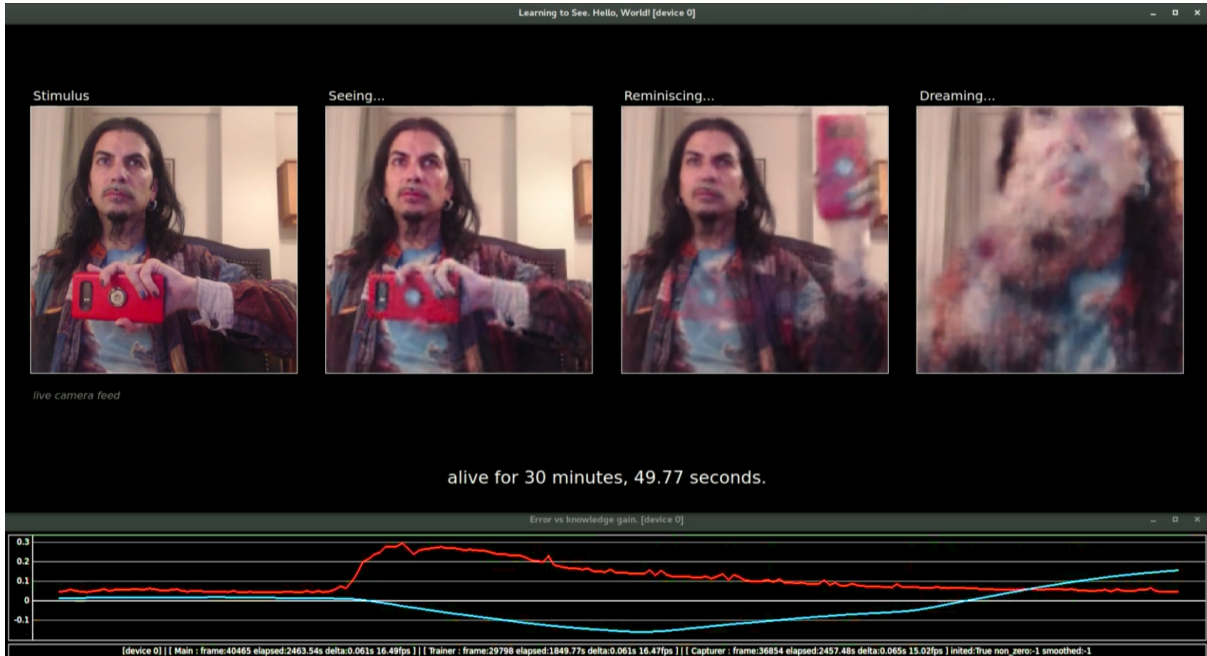 Learning to See. Hello, World! [device 0]
Stimulus
Seeing...
Reminiscing...
Dreaming...
live camera feed
alive for 30 minutes, 49.77 seconds.
Error vs knowledge gain. [device 0]
0.3
0.2
0.1
0
-0.1
[device 0] | [ Main : frame:40465 elapsed:2463.54s delta:0.061s 16.49fps ] | [ Trainer : frame:29798 elapsed:1849.77s delta:0.061s 16.47fps ] | [ Capturer : frame:36854 elapsed:2457.48s delta:0.065s 15.02fps ] inited:True non_zero:-1 smoothed:-1